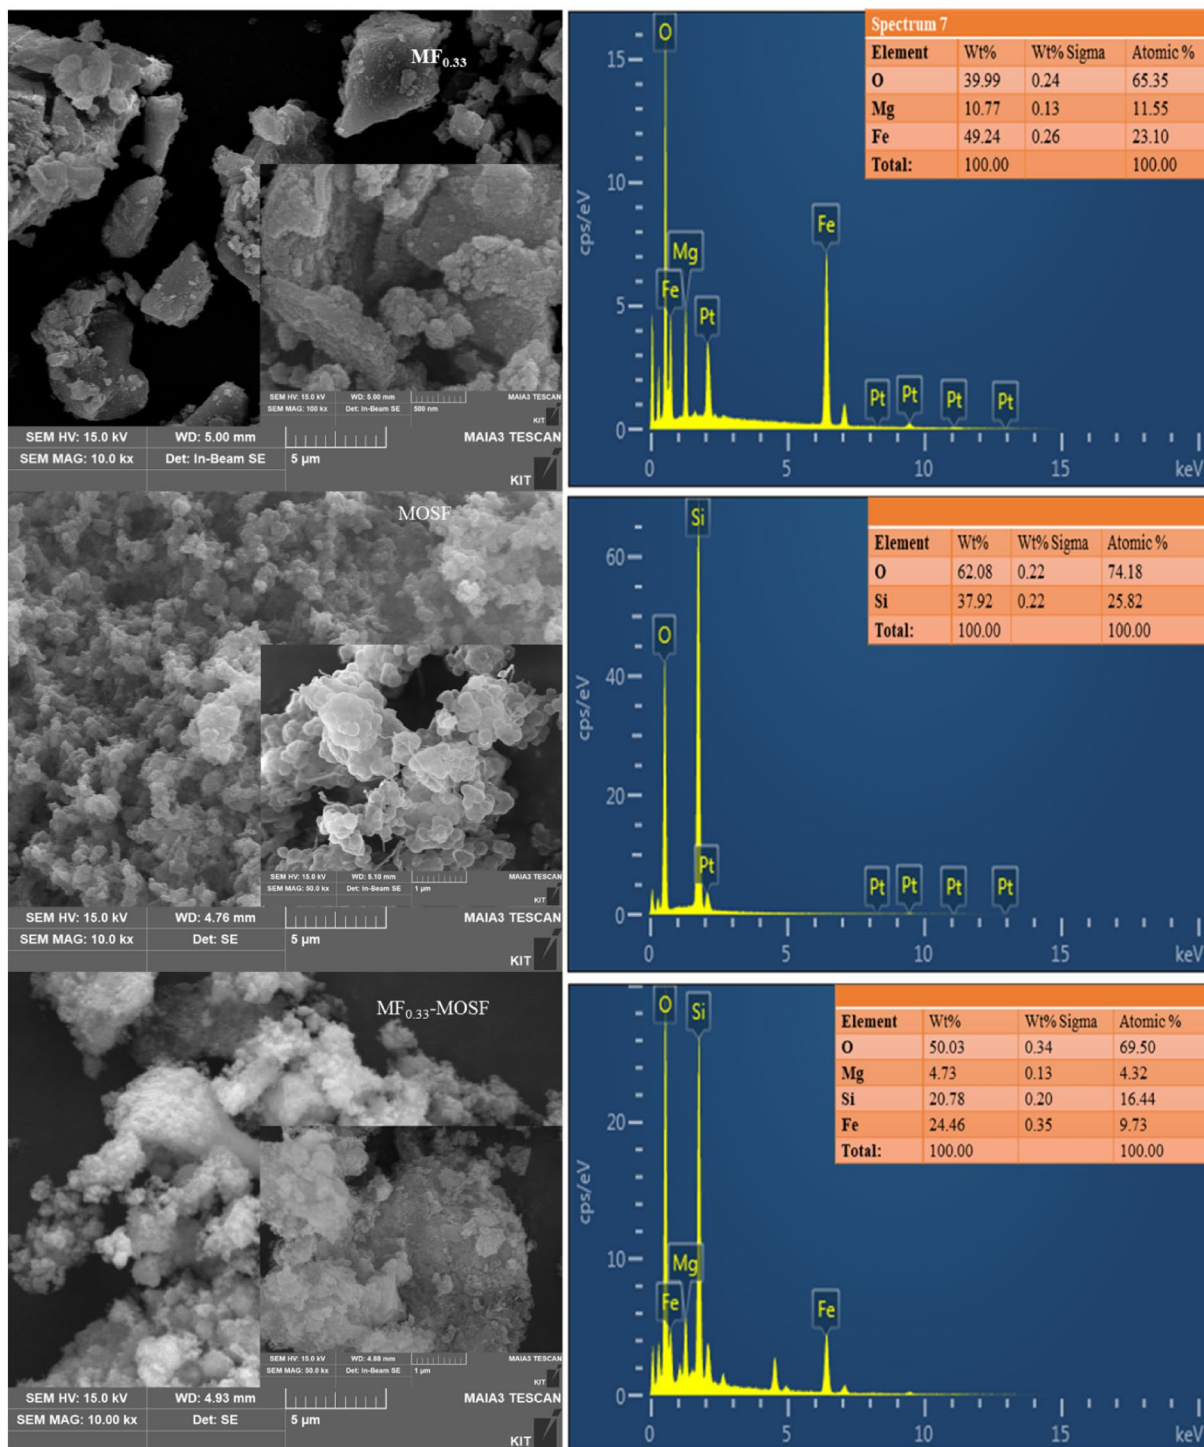 MF0.33
SEM HV: 15.0 kV WD: 5.00 mm MAIA3 TESCAN
SEM MAG: 100 kx Det: In-Beam SE 500 nm
KIT
SEM HV: 15.0 kV WD: 5.00 mm MAIA3 TESCAN
SEM MAG: 10.0 kx Det: In-Beam SE 5 µm
KIT
Spectrum 7
Element Wt% Wt% Sigma Atomic %
O 39.99 0.24 65.35
Mg 10.77 0.13 11.55
Fe 49.24 0.26 23.10
Total: 100.00 100.00
cps/eV
15
10
5
0
O
Fe
Mg
Pt
Fe
Pt Pt Pt Pt
0 5 10 15 keV
MOSF
SEM HV: 15.0 kV WD: 5.10 mm MAIA3 TESCAN
SEM MAG: 50.0 kx Det: In-Beam SE 1 µm
KIT
SEM HV: 15.0 kV WD: 4.76 mm MAIA3 TESCAN
SEM MAG: 10.0 kx Det: SE 5 µm
KIT
Element Wt% Wt% Sigma Atomic %
O 62.08 0.22 74.18
Si 37.92 0.22 25.82
Total: 100.00 100.00
cps/eV
60
40
20
0
O
Si
Pt
Pt Pt Pt Pt
0 5 10 15 keV
MF0.33-MOSF
SEM HV: 15.0 kV WD: 4.88 mm MAIA3 TESCAN
SEM MAG: 50.0 kx Det: In-Beam SE 1 µm
KIT
SEM HV: 15.0 kV WD: 4.93 mm MAIA3 TESCAN
SEM MAG: 10.00 kx Det: SE 5 µm
KIT
Element Wt% Wt% Sigma Atomic %
O 50.03 0.34 69.50
Mg 4.73 0.13 4.32
Si 20.78 0.20 16.44
Fe 24.46 0.35 9.73
Total: 100.00 100.00
cps/eV
20
10
0
O
Si
Fe
Mg
Fe
0 5 10 15 keV